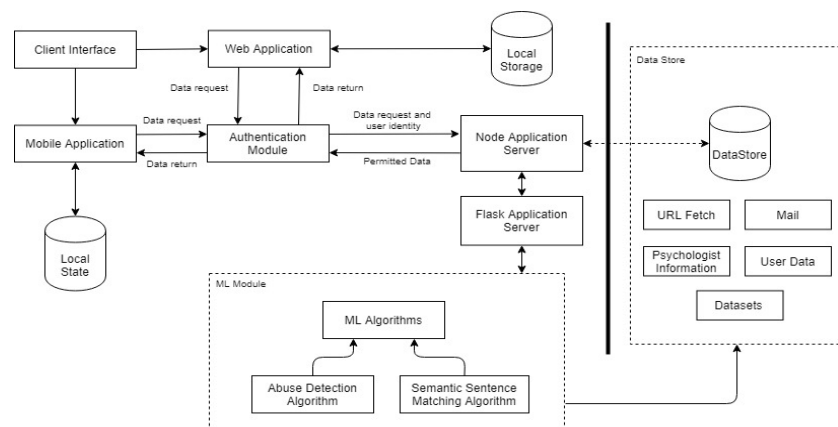 Client Interface
Web Application
Local
Storage
Data Store
Data request
Data return
Mobile Application
Data request
Data return
Authentication
Module
Data request and
user identity
Permitted Data
Node Application
Server
DataStore
Flask Application
Server
URL Fetch
Mail
Local
State
Psychologist
Information
User Data
ML Module
Datasets
ML Algorithms
Abuse Detection
Algorithm
Semantic Sentence
Matching Algorithm